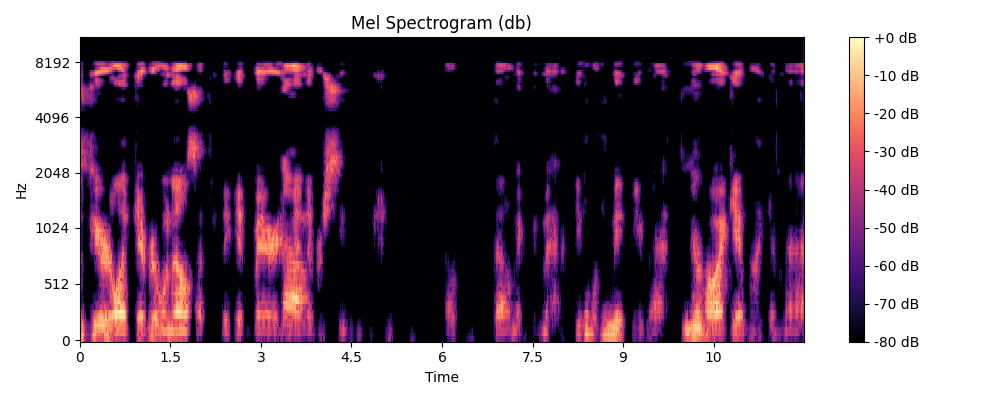 Mel Spectrogram (db)
8192
4096
2048
1024
512
0
Hz
0 1.5 3 4.5 6 7.5 9 10
Time
+0 dB
-10 dB
-20 dB
-30 dB
-40 dB
-50 dB
-60 dB
-70 dB
-80 dB